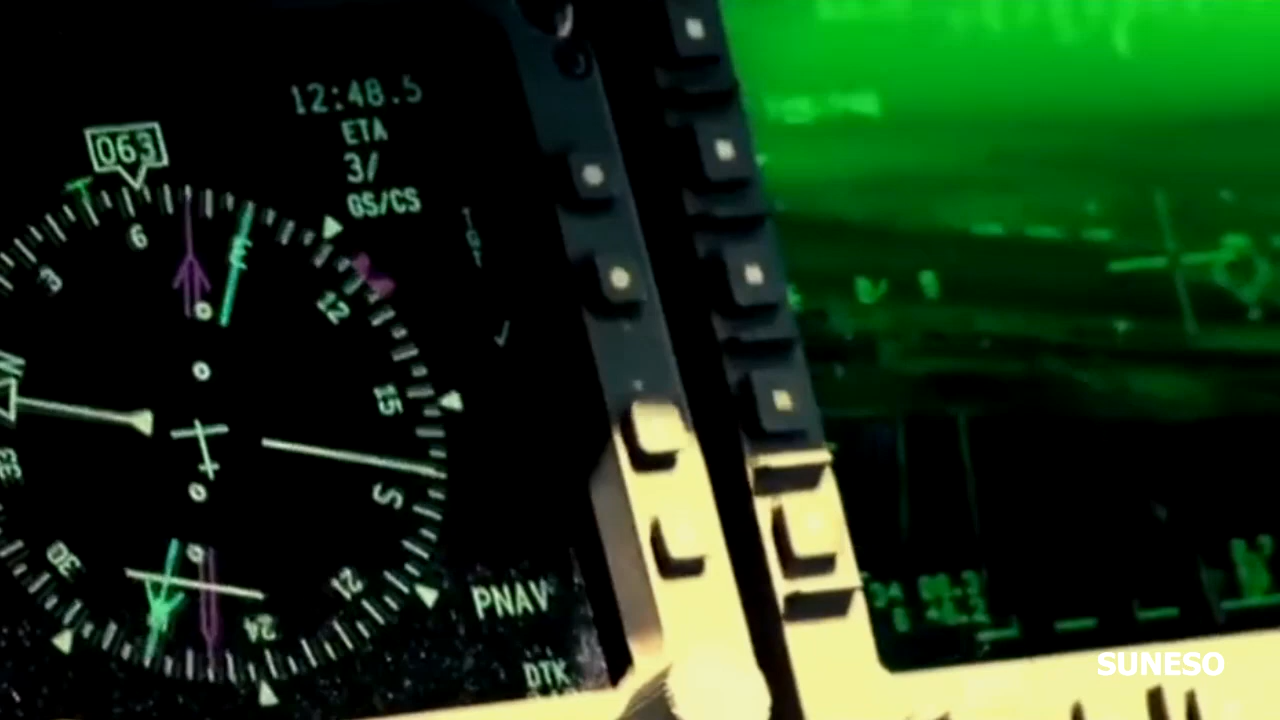 12:48.5
ETA
3/
GS/CS
063
T
6
3
12
15
S
33
30
21
24
PNAV
DTK
SUNESO